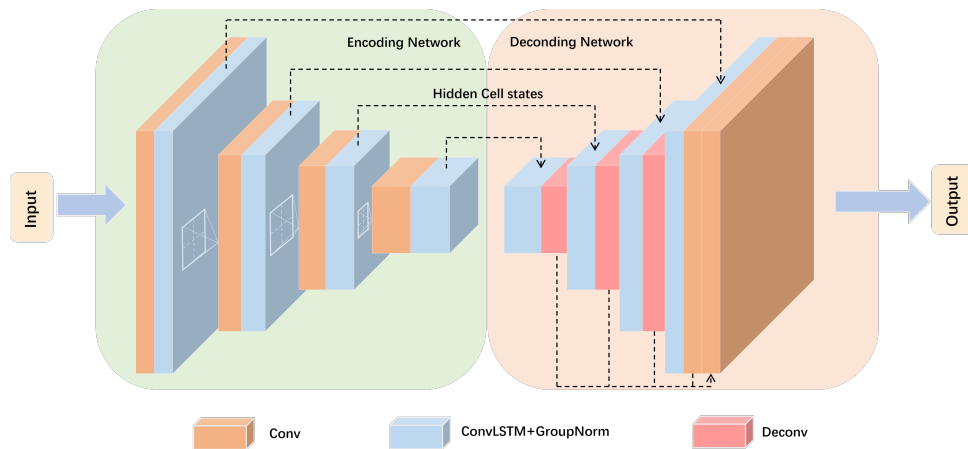 Encoding Network
Deconding Network
Hidden Cell states
Input
Output
Conv
ConvLSTM+GroupNorm
Deconv